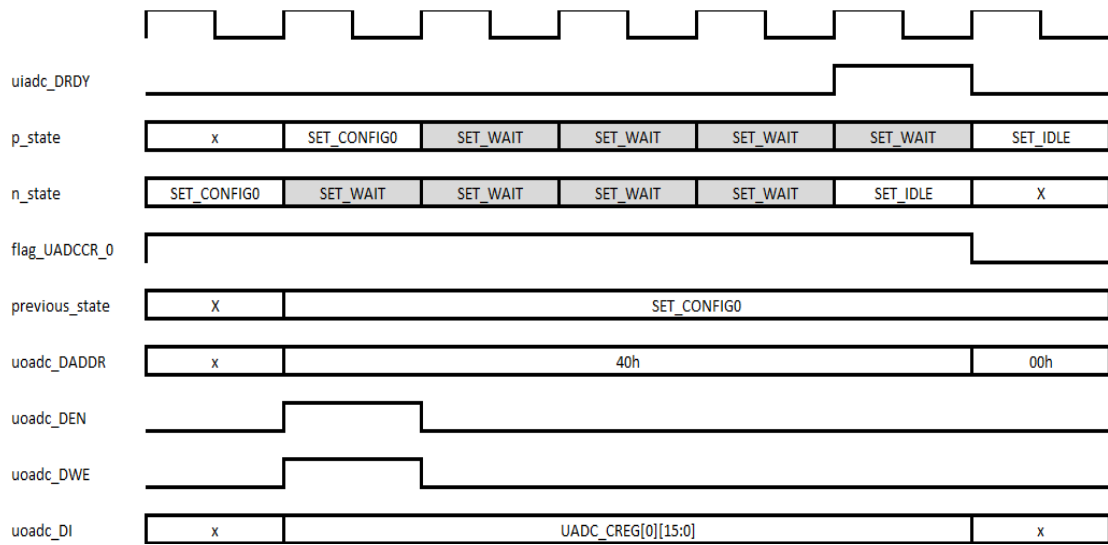 uiadc_DRDY
p_state x SET_CONFIG0 SET_WAIT SET_WAIT SET_WAIT SET_WAIT SET_IDLE
n_state SET_CONFIG0 SET_WAIT SET_WAIT SET_WAIT SET_WAIT SET_IDLE X
flag_UADCCR_0
previous_state X SET_CONFIG0
uoadc_DADDR x 40h 00h
uoadc_DEN
uoadc_DWE
uoadc_DI x UADC_CREG[0][15:0] x